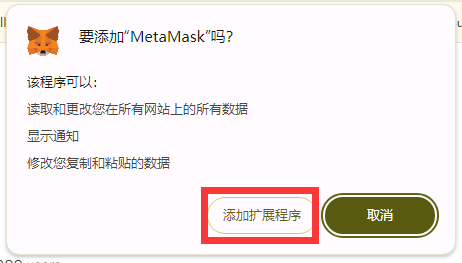 要添加“MetaMask”吗?
该程序可以：
读取和更改您在所有网站上的所有数据
显示通知
修改您复制和粘贴的数据
添加扩展程序
取消